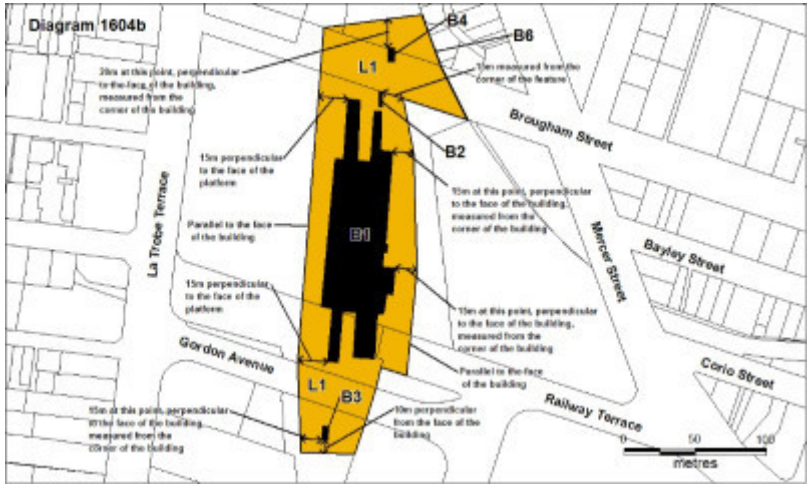 Diagram 1604b
B4
B6
20m at this point, perpendicular
to the face of the building,
measured from the
corner of the building
L1
15m measured from the
corner of the feature
Brougham Street
B2
15m perpendicular
to the face of the
platform
15m at this point, perpendicular
to the face of the building,
measured from the
corner of the building
La Trobe Terrace
Parallel to the face
of the building
B1
Mercer Street
Bayley Street
15m perpendicular
to the face of the
platform
15m at this point, perpendicular
to the face of the building,
measured from the
corner of the building
Gordon Avenue
Parallel to the face
of the building
Corio Street
L1
B3
Railway Terrace
15m at this point, perpendicular
to the face of the building,
measured from the
corner of the building
10m perpendicular
from the face of the
building
0 50 100
metres